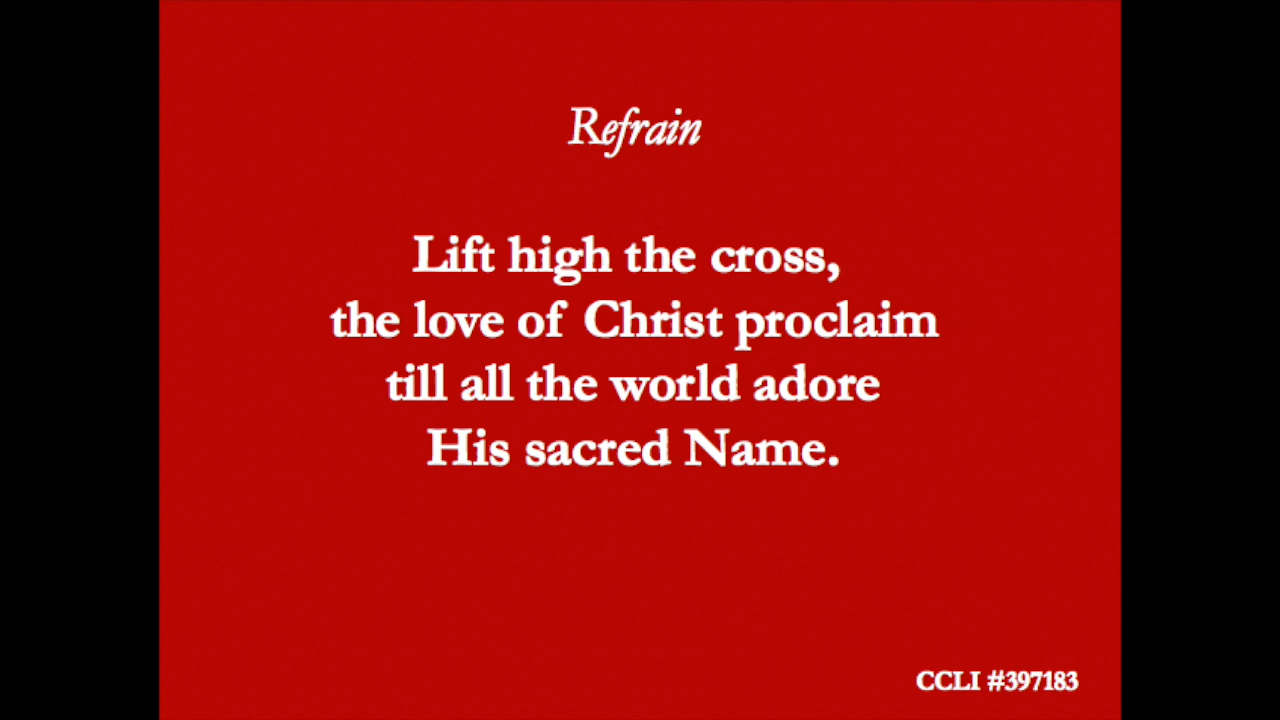 Refrain
Lift high the cross,
the love of Christ proclaim
till all the world adore
His sacred Name.
CCLI #397183